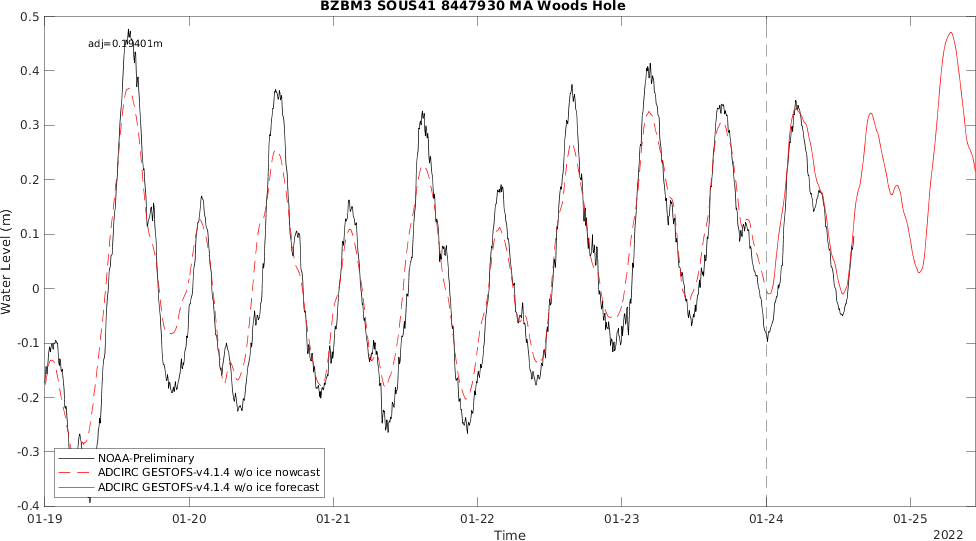 BZBM3 SOUS41 8447930 MA Woods Hole
adj=0.19401m
Water Level (m)
0.5
0.4
0.3
0.2
0.1
0
-0.1
-0.2
-0.3
-0.4
NOAA-Preliminary
ADCIRC GESTOFS-v4.1.4 w/o ice nowcast
ADCIRC GESTOFS-v4.1.4 w/o ice forecast
01-19 01-20 01-21 01-22 01-23 01-24 01-25
Time
2022